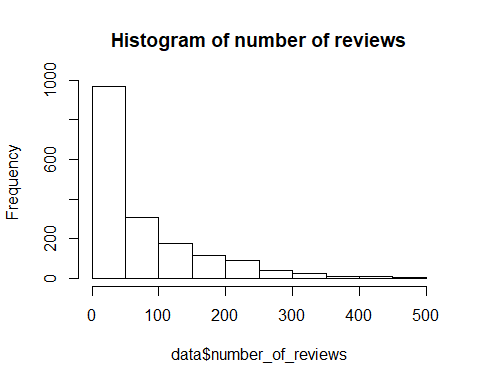 Histogram of number of reviews
Frequency
1000
600
200
0
0 100 200 300 400 500
data$number_of_reviews